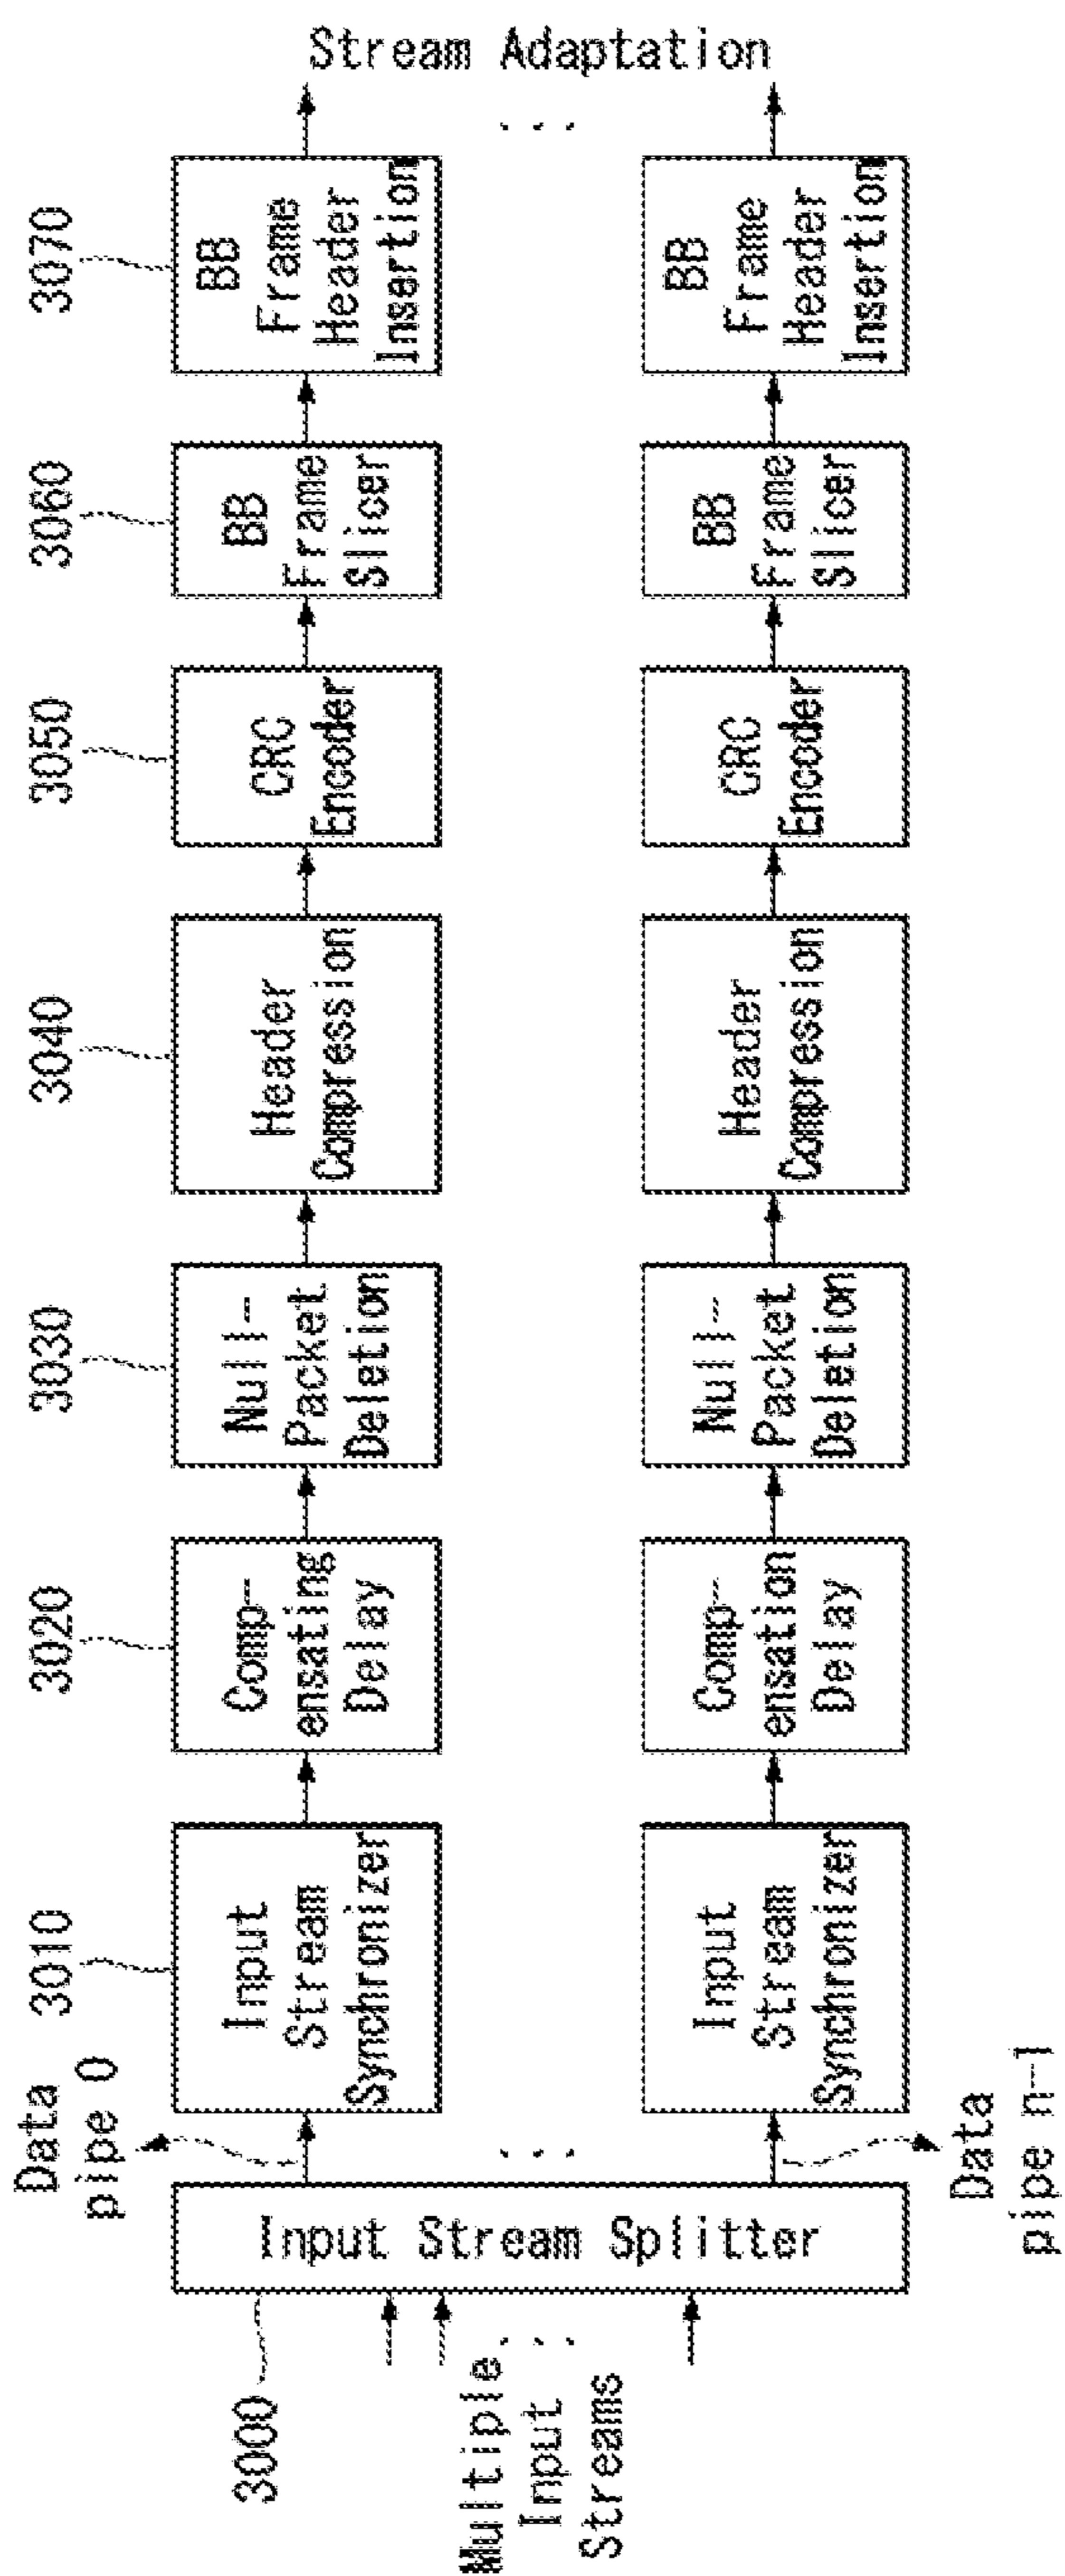 Stream Adaptation
. . .
3070
BB
Frame
Header
Insertion
BB
Frame
Header
Insertion
3060
BB
Frame
Slicer
BB
Frame
Slicer
3050
CRC
Encoder
CRC
Encoder
3040
Header
Compression
Header
Compression
3030
Null-
Packet
Deletion
Null-
Packet
Deletion
3020
Comp-
ensating
Delay
Comp-
ensation
Delay
3010
Input
Stream
Synchronizer
Input
Stream
Synchronizer
Data
pipe 0
. . .
Data
pipe n-1
Input Stream Splitter
3000
. . .
Multiple
Input
Streams